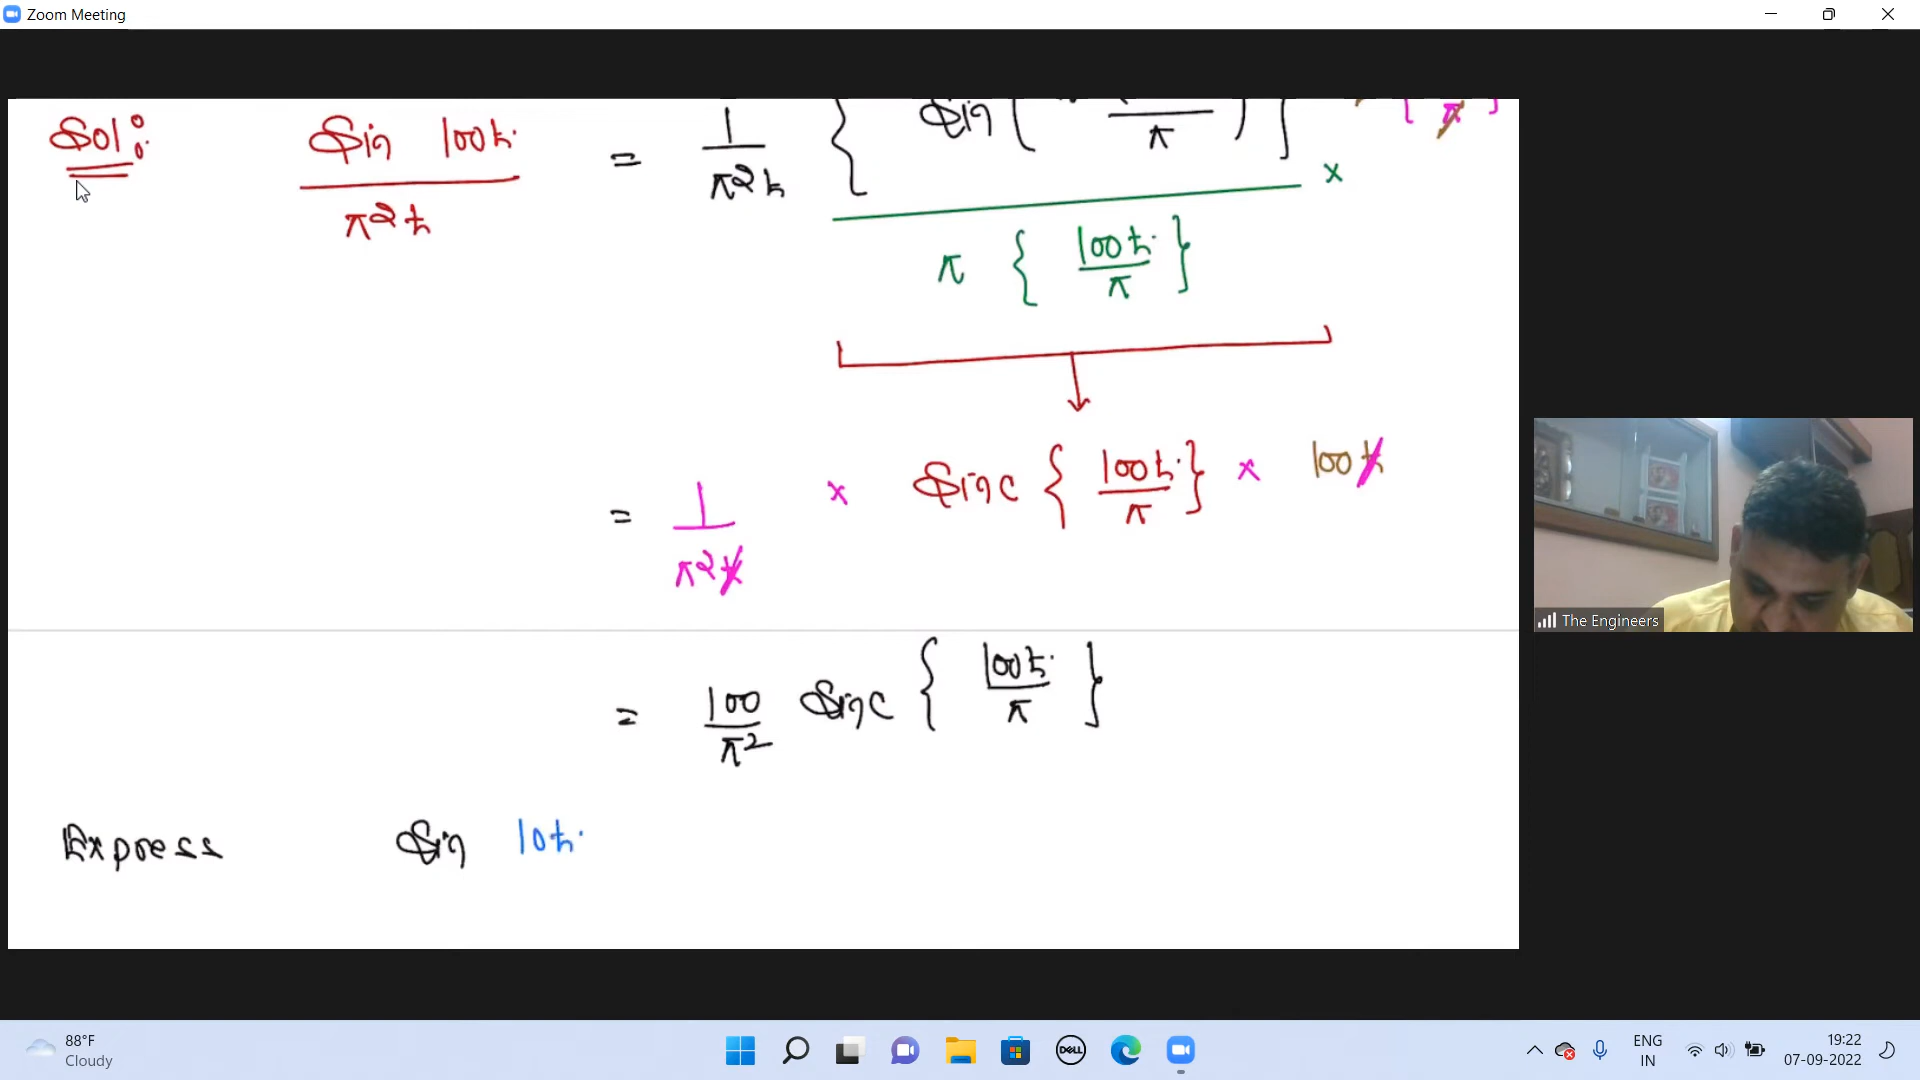 Zoom Meeting
Sol: Sin 100t / π²t = 1 / π²t { Sin ( / π ) } / π { 100t / π } ×
= 1 / π²t × Sinc { 100t / π } × 100t
= 100 / π² Sinc { 100t / π }
Express Sin 10t
The Engineers
88°F
Cloudy
DELL
ENG
IN
19:22
07-09-2022